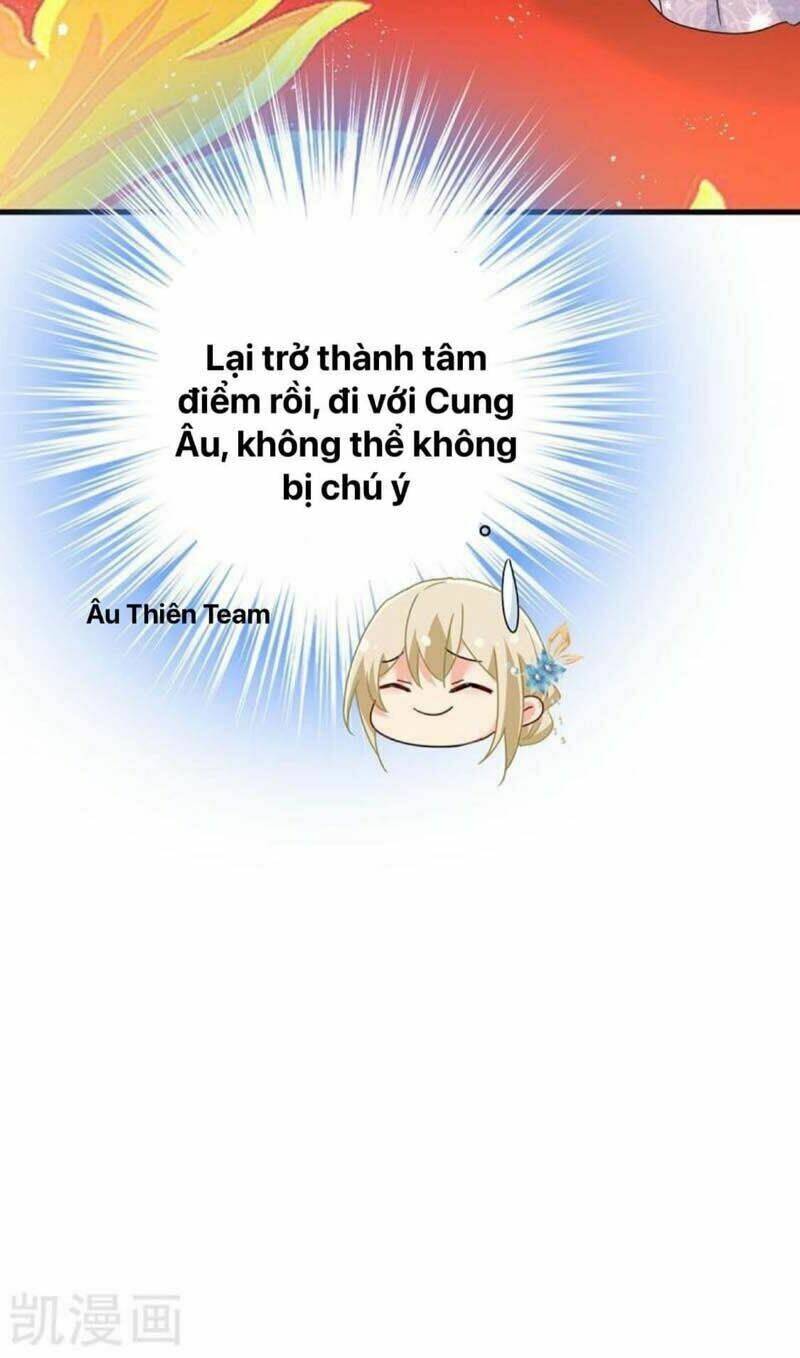 Lại trở thành tâm
điểm rồi, đi với Cung
Âu, không thể không
bị chú ý
Âu Thiên Team
凯漫画